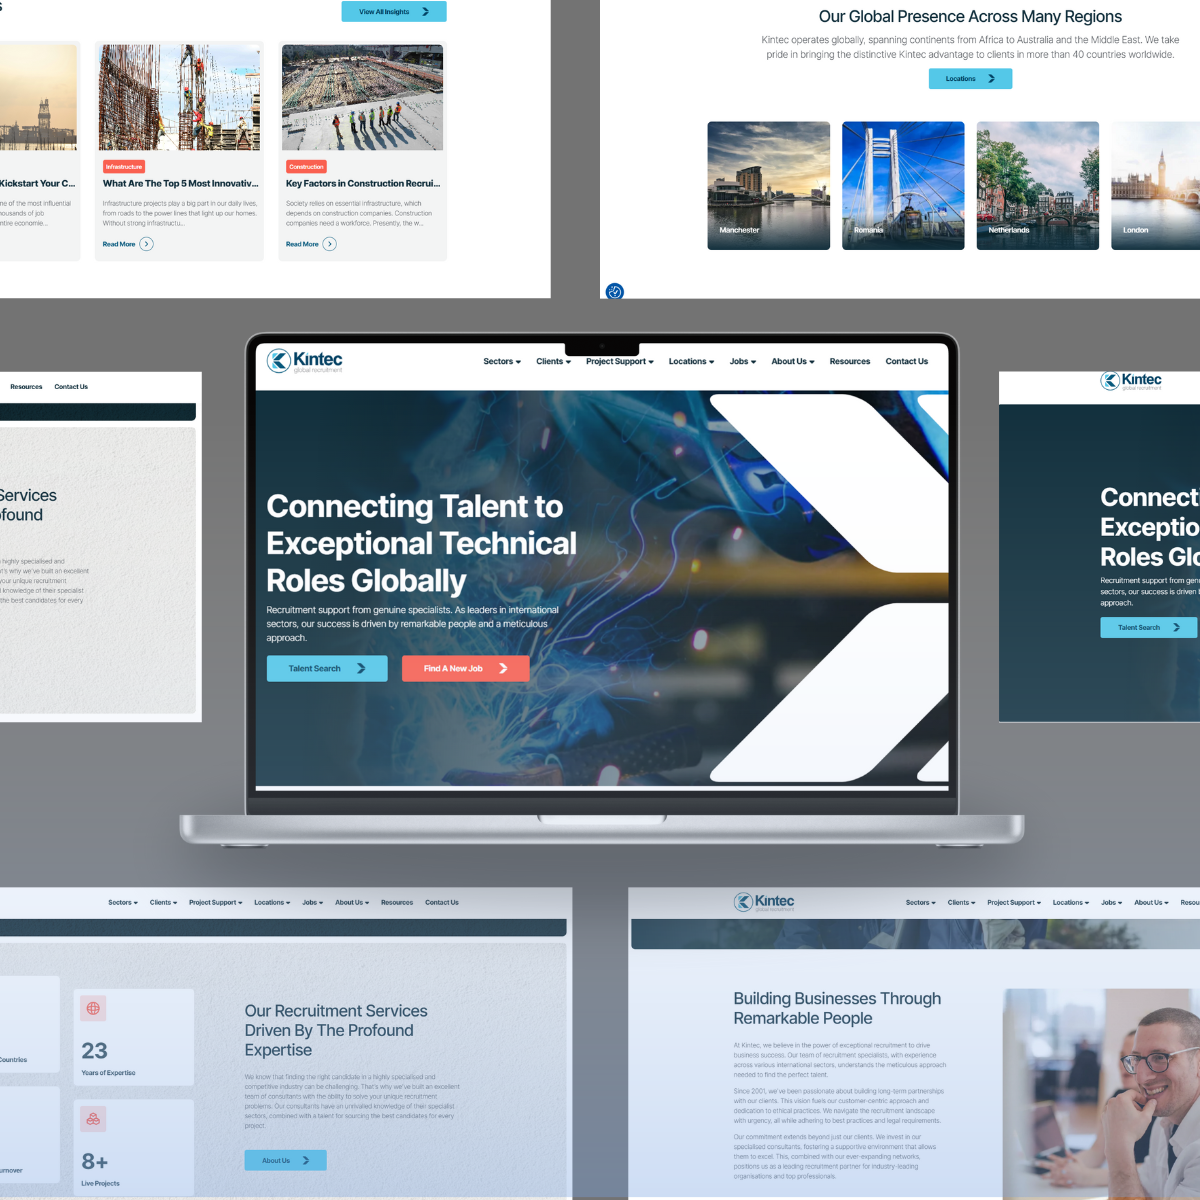 View All Insights
Infrastructure
Construction
Kickstart Your C...
What Are The Top 5 Most Innovativ...
Key Factors in Construction Recrui...
ne of the most influential
housands of job
ntire economie...
Infrastructure projects play a big part in our daily lives,
from roads to the power lines that light up our homes.
Without strong infrastructu...
Society relies on essential infrastructure, which
depends on construction companies. Construction
companies need a workforce. Presently, the w...
Read More
Read More
Our Global Presence Across Many Regions
Kintec operates globally, spanning continents from Africa to Australia and the Middle East. We take
pride in bringing the distinctive Kintec advantage to clients in more than 40 countries worldwide.
Locations
Manchester
Romania
Netherlands
London
Resources Contact Us
Services
ofound
highly specialised and
t's why we've built an excellent
your unique recruitment
knowledge of their specialist
the best candidates for every
Kintec
global recruitment
Sectors Clients Project Support Locations Jobs About Us Resources Contact Us
Connecting Talent to
Exceptional Technical
Roles Globally
Recruitment support from genuine specialists. As leaders in international
sectors, our success is driven by remarkable people and a meticulous
approach.
Talent Search
Find A New Job
Kintec
global recruitment
Connect
Exceptio
Roles Glo
Recruitment support from genu
sectors, our success is driven b
approach.
Talent Search
Sectors Clients Project Support Locations Jobs About Us Resources Contact Us
Countries
23
Years of Expertise
urnover
8+
Live Projects
Our Recruitment Services
Driven By The Profound
Expertise
We know that finding the right candidate in a highly specialised and
competitive industry can be challenging. That's why we've built an excellent
team of consultants with the ability to solve your unique recruitment
problems. Our consultants have an unrivalled knowledge of their specialist
sectors, combined with a talent for sourcing the best candidates for every
project.
About Us
Kintec
global recruitment
Sectors Clients Project Support Locations Jobs About Us Resou
Building Businesses Through
Remarkable People
At Kintec, we believe in the power of exceptional recruitment to drive
business success. Our team of recruitment specialists, with experience
across various international sectors, understands the meticulous approach
needed to find the perfect talent.
Since 2001, we've been passionate about building long-term partnerships
with our clients. This vision fuels our customer-centric approach and
dedication to ethical practices. We navigate the recruitment landscape
with urgency, all while adhering to best practices and legal requirements.
Our commitment extends beyond just our clients. We invest in our
specialised consultants, fostering a supportive environment that allows
them to excel. This, combined with our ever-expanding networks,
positions us as a leading recruitment partner for industry-leading
organisations and top professionals.